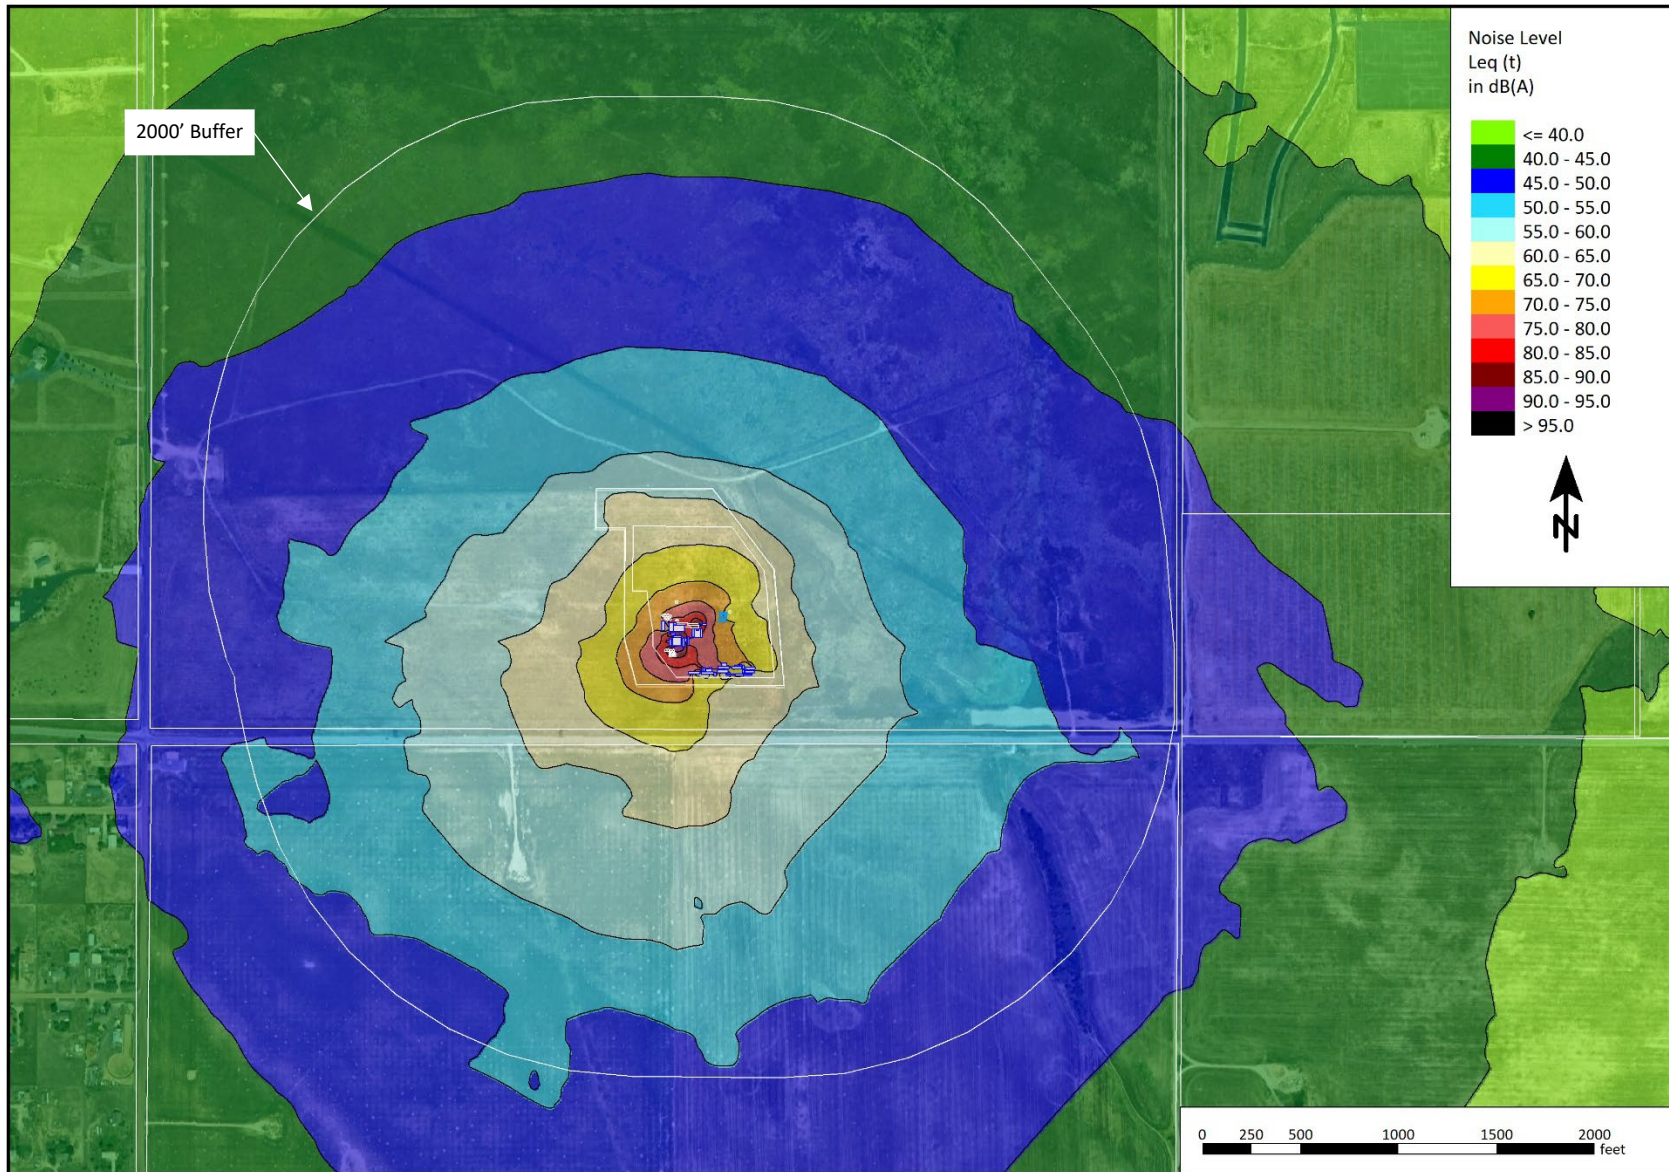 2000’ Buffer
Noise Level
Leq (t)
in dB(A)
<= 40.0
40.0 - 45.0
45.0 - 50.0
50.0 - 55.0
55.0 - 60.0
60.0 - 65.0
65.0 - 70.0
70.0 - 75.0
75.0 - 80.0
80.0 - 85.0
85.0 - 90.0
90.0 - 95.0
> 95.0
N
0 250 500 1000 1500 2000
feet